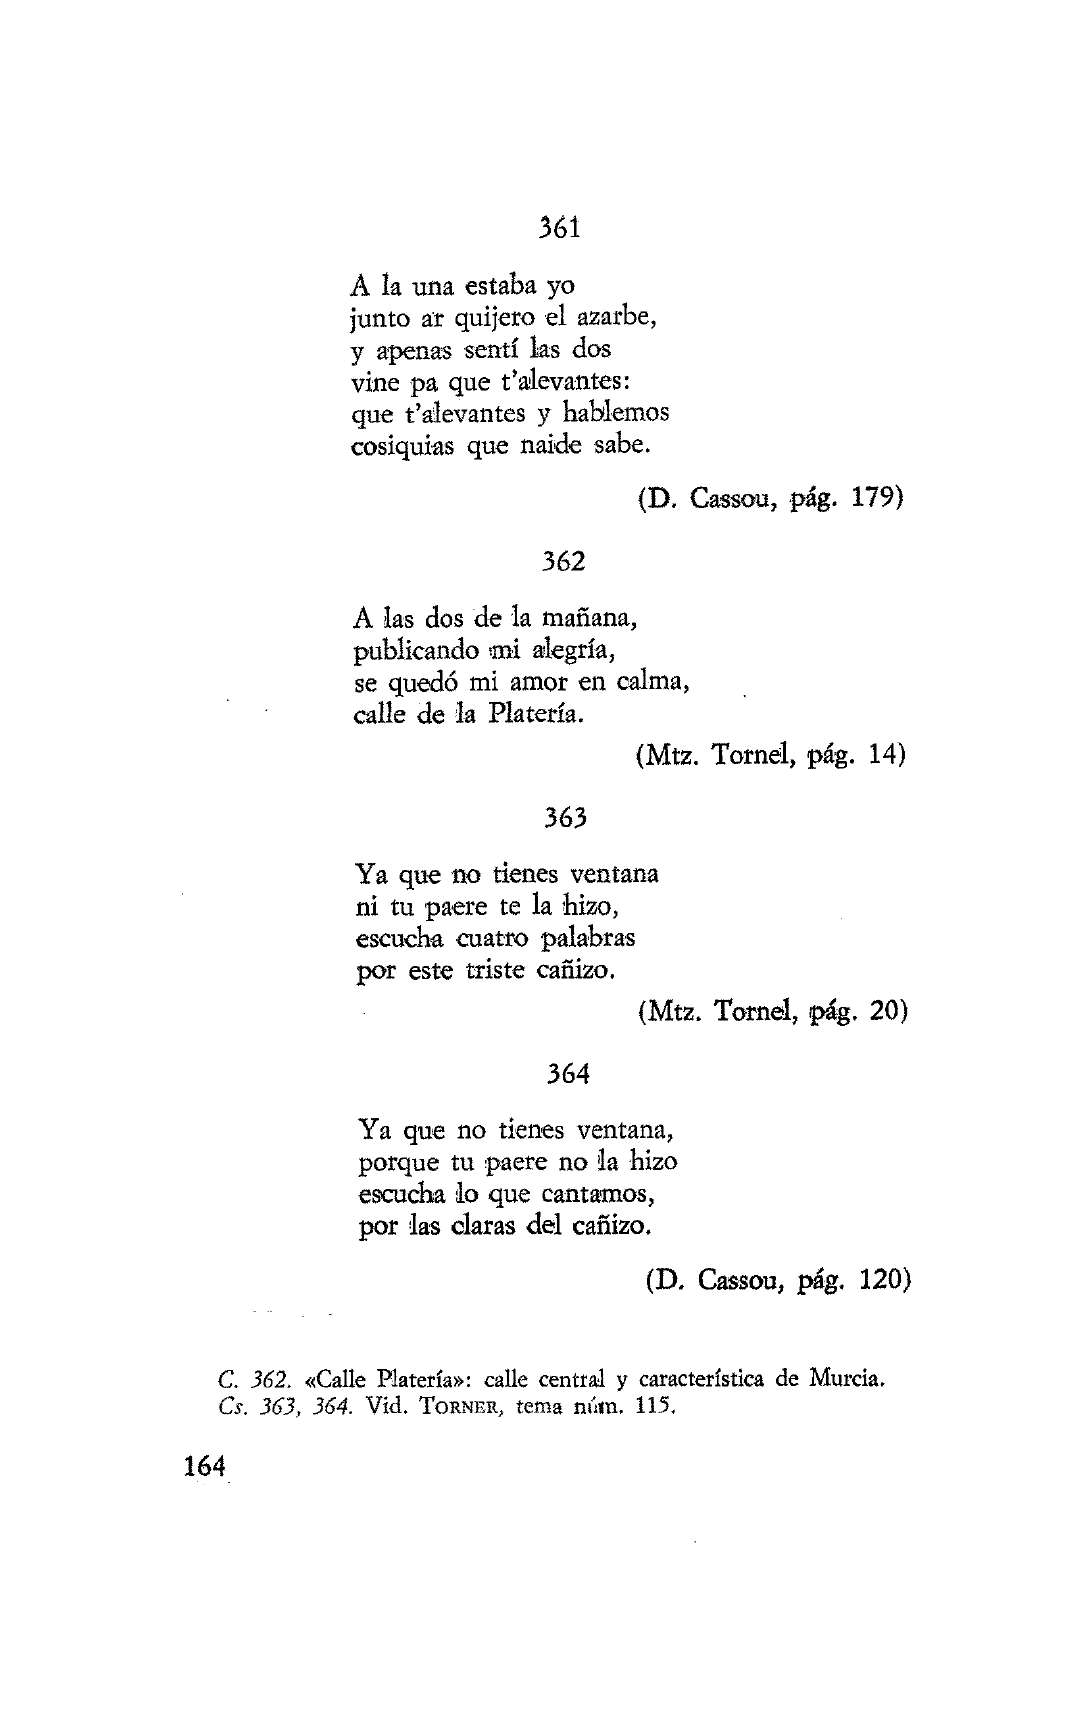 361
A la una estaba yo
junto ar quijero el azarbe,
y apenas sentí las dos
vine pa que t'alevantes:
que t'alevantes y hablemos
cosiquias que naide sabe.
(D. Cassou, pág. 179)
362
A las dos de la mañana,
publicando mi alegría,
se quedó mi amor en calma,
calle de la Platería.
(Mtz. Tornel, pág. 14)
363
Ya que no tienes ventana
ni tu paere te la hizo,
escucha cuatro palabras
por este triste cañizo.
(Mtz. Tornel, pág. 20)
364
Ya que no tienes ventana,
porque tu paere no la hizo
escucha lo que cantamos,
por las claras del cañizo.
(D. Cassou, pág. 120)
C. 362. «Calle Platería»: calle central y característica de Murcia.
Cs. 363, 364. Vid. TORNER, tema núm. 115.
164